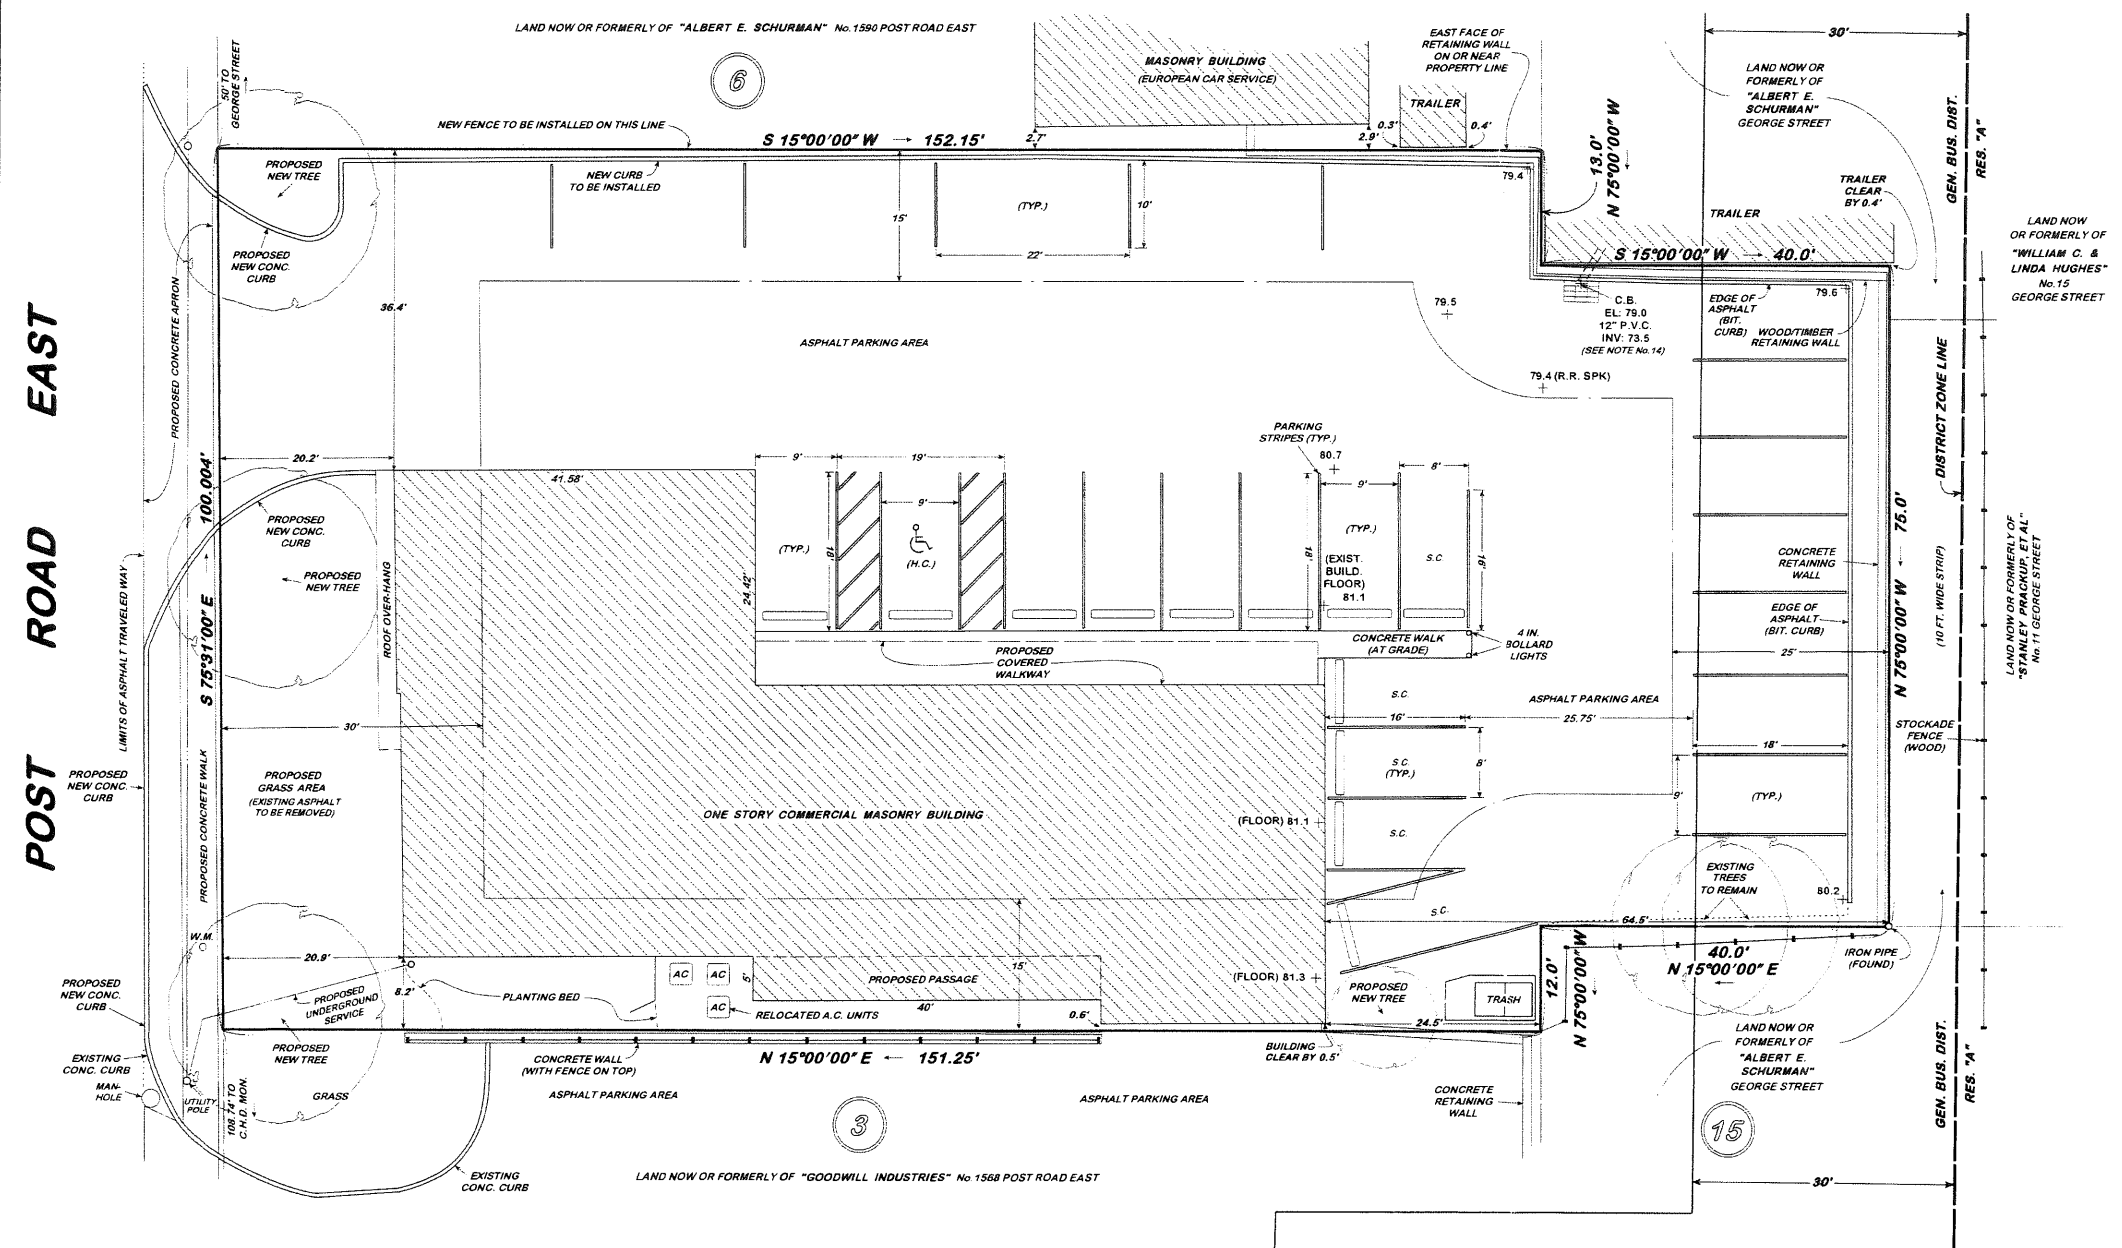 LAND NOW OR FORMERLY OF "ALBERT E. SCHURMAN" No.1590 POST ROAD EAST
6
50' TO
GEORGE STREET
NEW FENCE TO BE INSTALLED ON THIS LINE
S 15°00'00" W → 152.15'
MASONRY BUILDING
(EUROPEAN CAR SERVICE)
2.7'
2.9'
EAST FACE OF
RETAINING WALL
ON OR NEAR
PROPERTY LINE
TRAILER
0.3'
0.4'
30'
LAND NOW OR
FORMERLY OF
"ALBERT E.
SCHURMAN"
GEORGE STREET
GEN. BUS. DIST.
RES. "A"
13.0'
N 75°00'00" W
TRAILER
CLEAR
BY 0.4'
TRAILER
S 15°00'00" W → 40.0'
LAND NOW
OR FORMERLY OF
"WILLIAM C. &
LINDA HUGHES"
No.15
GEORGE STREET
PROPOSED
NEW TREE
NEW CURB
TO BE INSTALLED
PROPOSED
NEW CONC.
CURB
PROPOSED CONCRETE APRON
36.4'
15'
(TYP.)
10'
22'
79.4
79.5
C.B.
EL: 79.0
12" P.V.C.
INV: 73.5
(SEE NOTE No.14)
EDGE OF
ASPHALT
(BIT.
CURB)
WOOD/TIMBER
RETAINING WALL
79.6
79.4 (R.R. SPK)
ASPHALT PARKING AREA
POST ROAD EAST
DISTRICT ZONE LINE
(10 FT. WIDE STRIP)
20.2'
100.004'
S 75°31'00" E
41.58'
24.42'
9'
19'
9'
(TYP.)
18'
(H.C.)
PARKING
STRIPES (TYP.)
80.7
9'
8'
(TYP.)
18'
(EXIST.
BUILD.
FLOOR)
81.1
S.C.
16'
PROPOSED
NEW CONC.
CURB
PROPOSED
NEW TREE
ROOF OVER-HANG
LIMITS OF ASPHALT TRAVELED WAY
CONCRETE
RETAINING
WALL
EDGE OF
ASPHALT
(BIT. CURB)
N 75°00'00" W → 75.0'
LAND NOW OR FORMERLY OF
"STANLEY PRACKUP, ET AL"
No.11 GEORGE STREET
CONCRETE WALK
(AT GRADE)
4 IN.
BOLLARD
LIGHTS
PROPOSED
COVERED
WALKWAY
25'
S.C.
16'
25.75'
ASPHALT PARKING AREA
STOCKADE
FENCE
(WOOD)
18'
30'
PROPOSED
NEW CONC.
CURB
PROPOSED CONCRETE WALK
PROPOSED
GRASS AREA
(EXISTING ASPHALT
TO BE REMOVED)
S.C.
(TYP.)
8'
9'
(TYP.)
ONE STORY COMMERCIAL MASONRY BUILDING
(FLOOR) 81.1
S.C.
EXISTING
TREES
TO REMAIN
80.2
S.C.
64.5'
W.M.
20.9'
PROPOSED
NEW CONC.
CURB
PROPOSED
UNDERGROUND
SERVICE
8.2'
PLANTING BED
AC
AC
AC
5'
PROPOSED PASSAGE
15'
RELOCATED A.C. UNITS
40'
0.6'
(FLOOR) 81.3
PROPOSED
NEW TREE
TRASH
24.5'
12.0'
N 75°00'00" W
40.0'
N 15°00'00" E
IRON PIPE
(FOUND)
PROPOSED
NEW TREE
EXISTING
CONC. CURB
MAN-
HOLE
UTILITY
POLE
108.74' TO
C.H.D. MON.
GRASS
CONCRETE WALL
(WITH FENCE ON TOP)
N 15°00'00" E ← 151.25'
ASPHALT PARKING AREA
ASPHALT PARKING AREA
BUILDING
CLEAR BY 0.5'
CONCRETE
RETAINING
WALL
LAND NOW OR
FORMERLY OF
"ALBERT E.
SCHURMAN"
GEORGE STREET
GEN. BUS. DIST.
RES. "A"
3
15
EXISTING
CONC. CURB
LAND NOW OR FORMERLY OF "GOODWILL INDUSTRIES" No.1568 POST ROAD EAST
30'